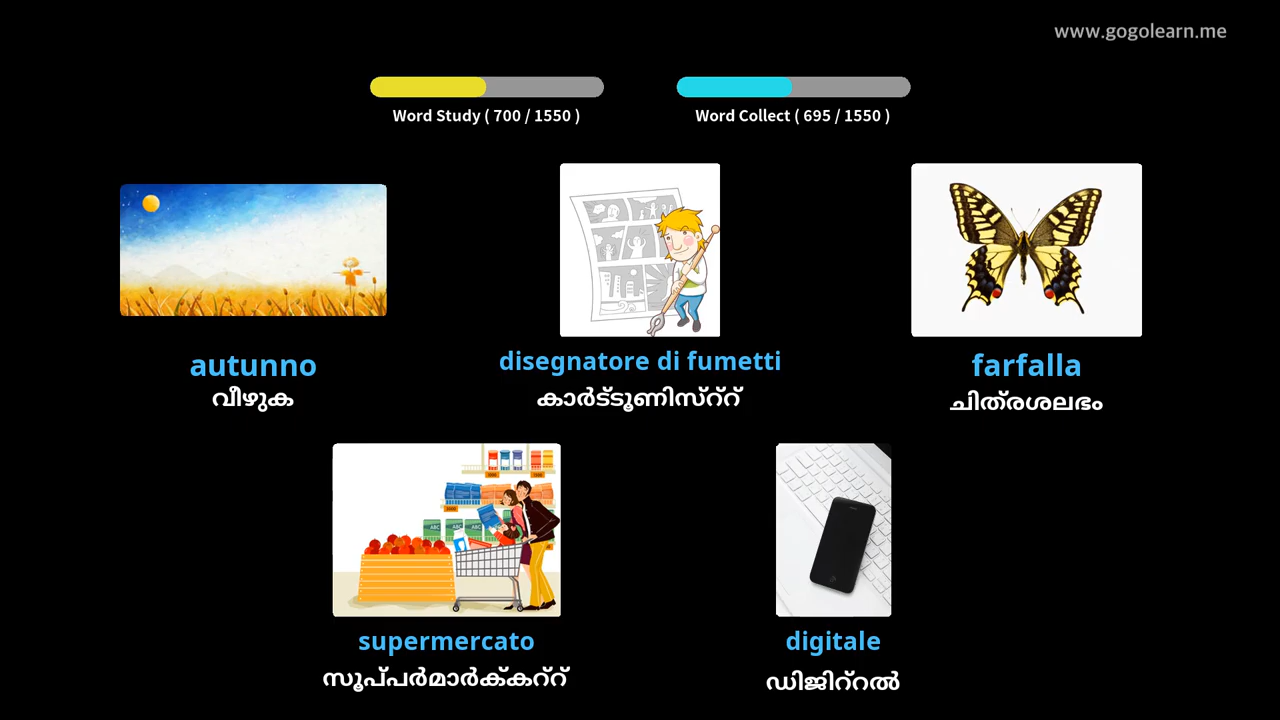 www.gogolearn.me
Word Study ( 700 / 1550 )
Word Collect ( 695 / 1550 )
autunno
വീഴുക
disegnatore di fumetti
കാർട്ടൂണിസ്റ്റ്
farfalla
ചിത്രശലഭം
supermercato
സൂപ്പർമാർക്കറ്റ്
digitale
ഡിജിറ്റൽ